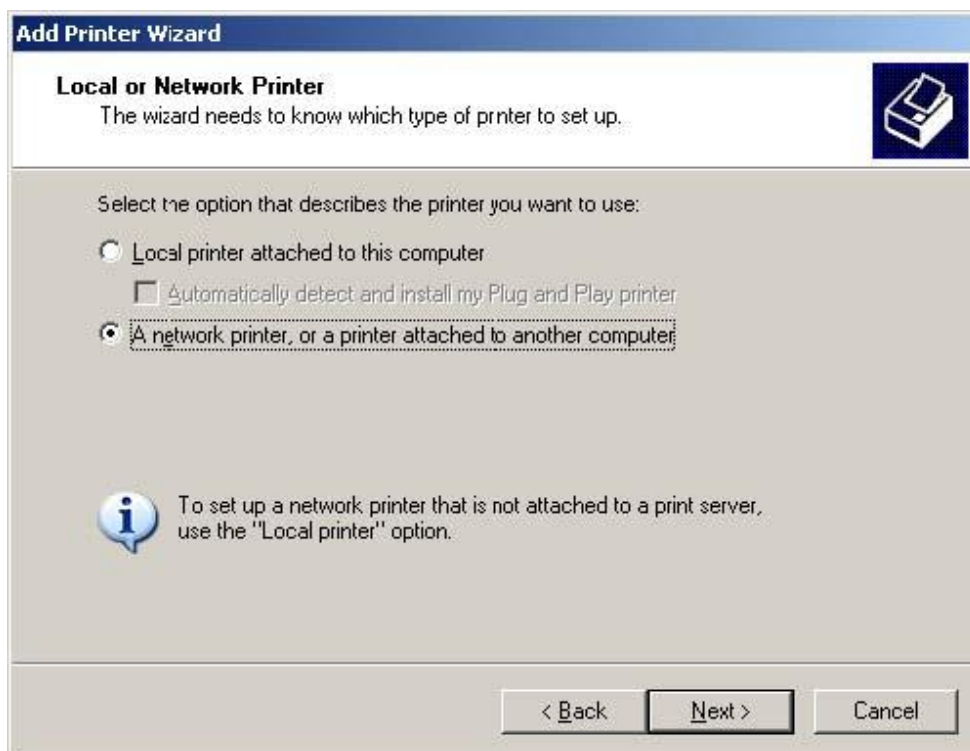 Add Printer Wizard
Local or Network Printer
The wizard needs to know which type of printer to set up.
Select the option that describes the printer you want to use:
Local printer attached to this computer
Automatically detect and install my Plug and Play printer
A network printer, or a printer attached to another computer
To set up a network printer that is not attached to a print server,
use the "Local printer" option.
< Back Next > Cancel